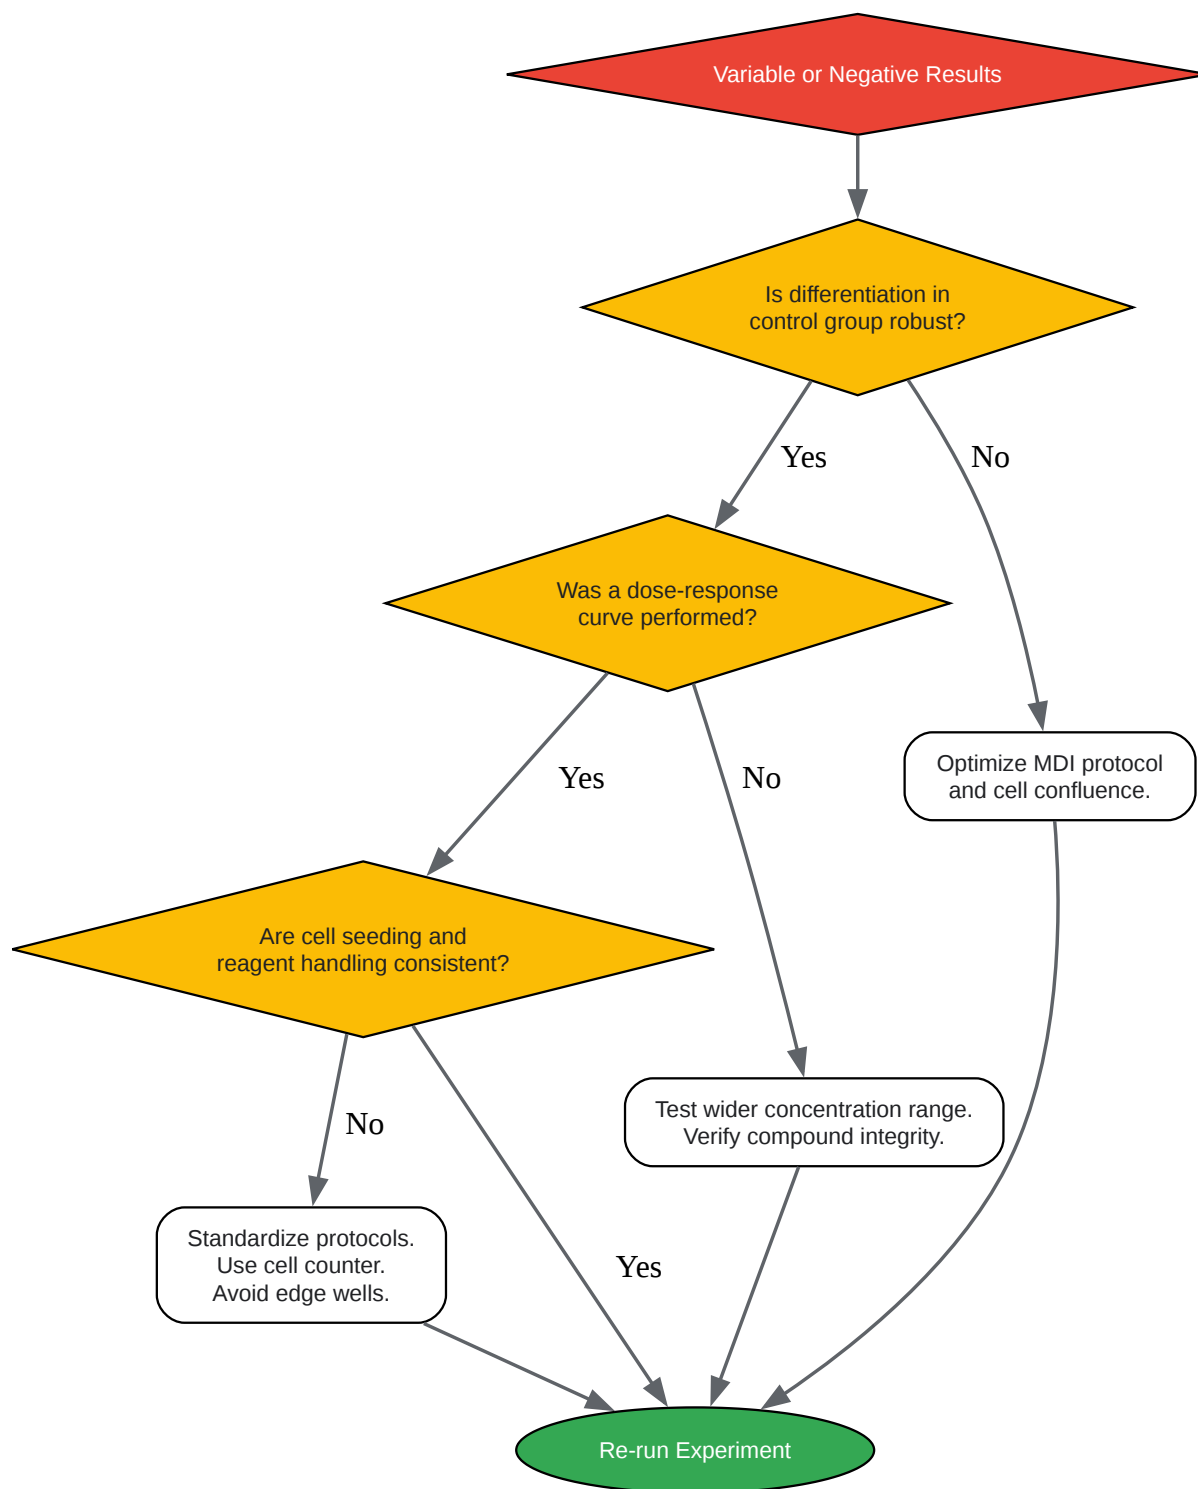 Variable or Negative Results
Is differentiation in
control group robust?
Yes
No
Was a dose-response
curve performed?
Yes
No
Optimize MDI protocol
and cell confluence.
Are cell seeding and
reagent handling consistent?
No
Yes
Test wider concentration range.
Verify compound integrity.
Standardize protocols.
Use cell counter.
Avoid edge wells.
Re-run Experiment